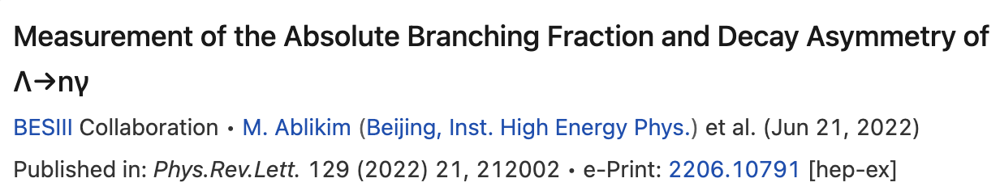 Measurement of the Absolute Branching Fraction and Decay Asymmetry of
Λ→nγ
BESIII Collaboration • M. Ablikim (Beijing, Inst. High Energy Phys.) et al. (Jun 21, 2022)
Published in: Phys.Rev.Lett. 129 (2022) 21, 212002 • e-Print: 2206.10791 [hep-ex]